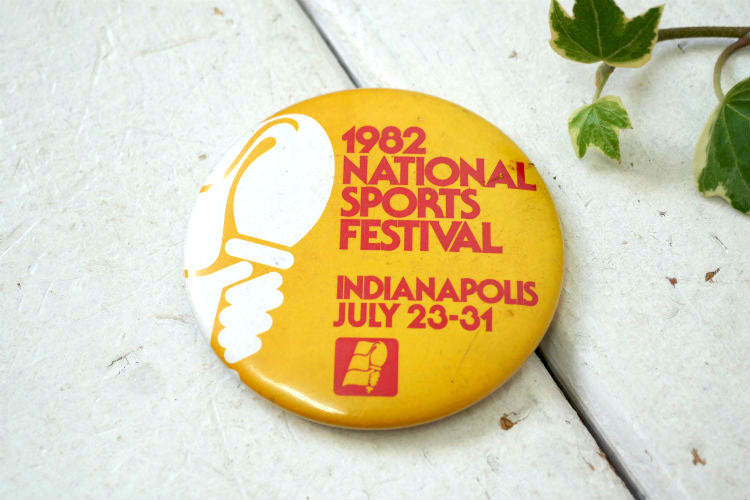 1982
NATIONAL
SPORTS
FESTIVAL
INDIANAPOLIS
JULY 23-31